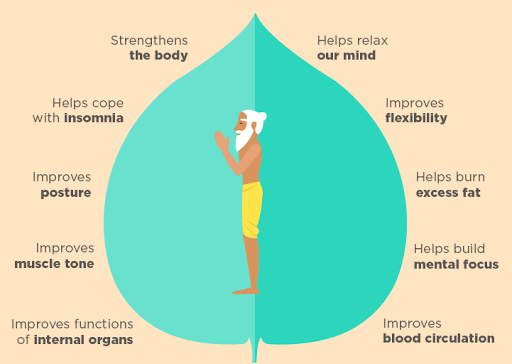 Strengthens
the body
Helps relax
our mind
Helps cope
with insomnia
Improves
flexibility
Improves
posture
Helps burn
excess fat
Improves
muscle tone
Helps build
mental focus
Improves functions
of internal organs
Improves
blood circulation